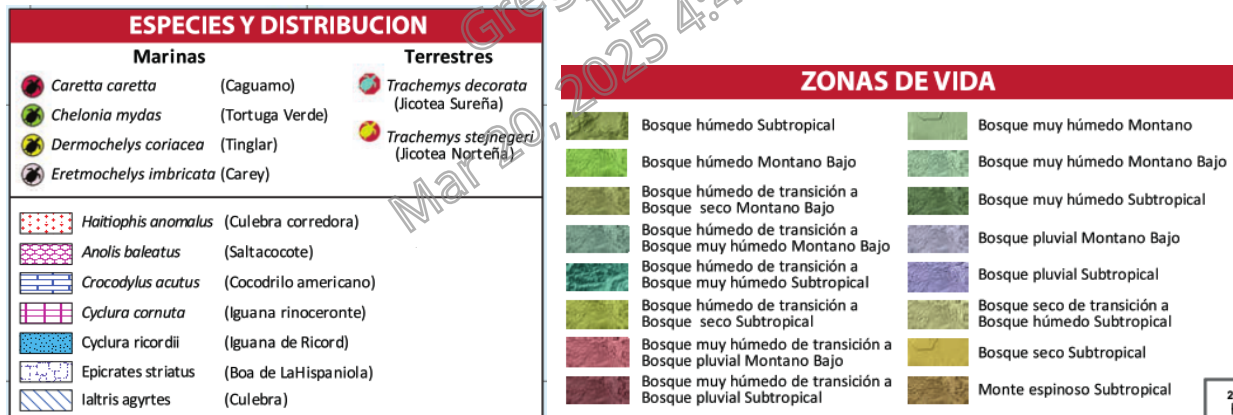 ESPECIES Y DISTRIBUCION
Marinas
Caretta caretta (Caguamo)
Chelonia mydas (Tortuga Verde)
Dermochelys coriacea (Tinglar)
Eretmochelys imbricata (Carey)
Terrestres
Trachemys decorata
(Jicotea Sureña)
Trachemys stejnegeri
(Jicotea Norteña)
Haitiophis anomalus (Culebra corredora)
Anolis baleatus (Saltacocote)
Crocodylus acutus (Cocodrilo americano)
Cyclura cornuta (Iguana rinoceronte)
Cyclura ricordii (Iguana de Ricord)
Epicrates striatus (Boa de LaHispaniola)
Ialtris agyrtes (Culebra)
ZONAS DE VIDA
Bosque húmedo Subtropical
Bosque húmedo Montano Bajo
Bosque húmedo de transición a
Bosque seco Montano Bajo
Bosque húmedo de transición a
Bosque muy húmedo Montano Bajo
Bosque húmedo de transición a
Bosque muy húmedo Subtropical
Bosque húmedo de transición a
Bosque seco Subtropical
Bosque muy húmedo de transición a
Bosque pluvial Montano Bajo
Bosque muy húmedo de transición a
Bosque pluvial Subtropical
Bosque muy húmedo Montano
Bosque muy húmedo Montano Bajo
Bosque muy húmedo Subtropical
Bosque pluvial Montano Bajo
Bosque pluvial Subtropical
Bosque seco de transición a
Bosque húmedo Subtropical
Bosque seco Subtropical
Monte espinoso Subtropical
2
Mar 20, 2025